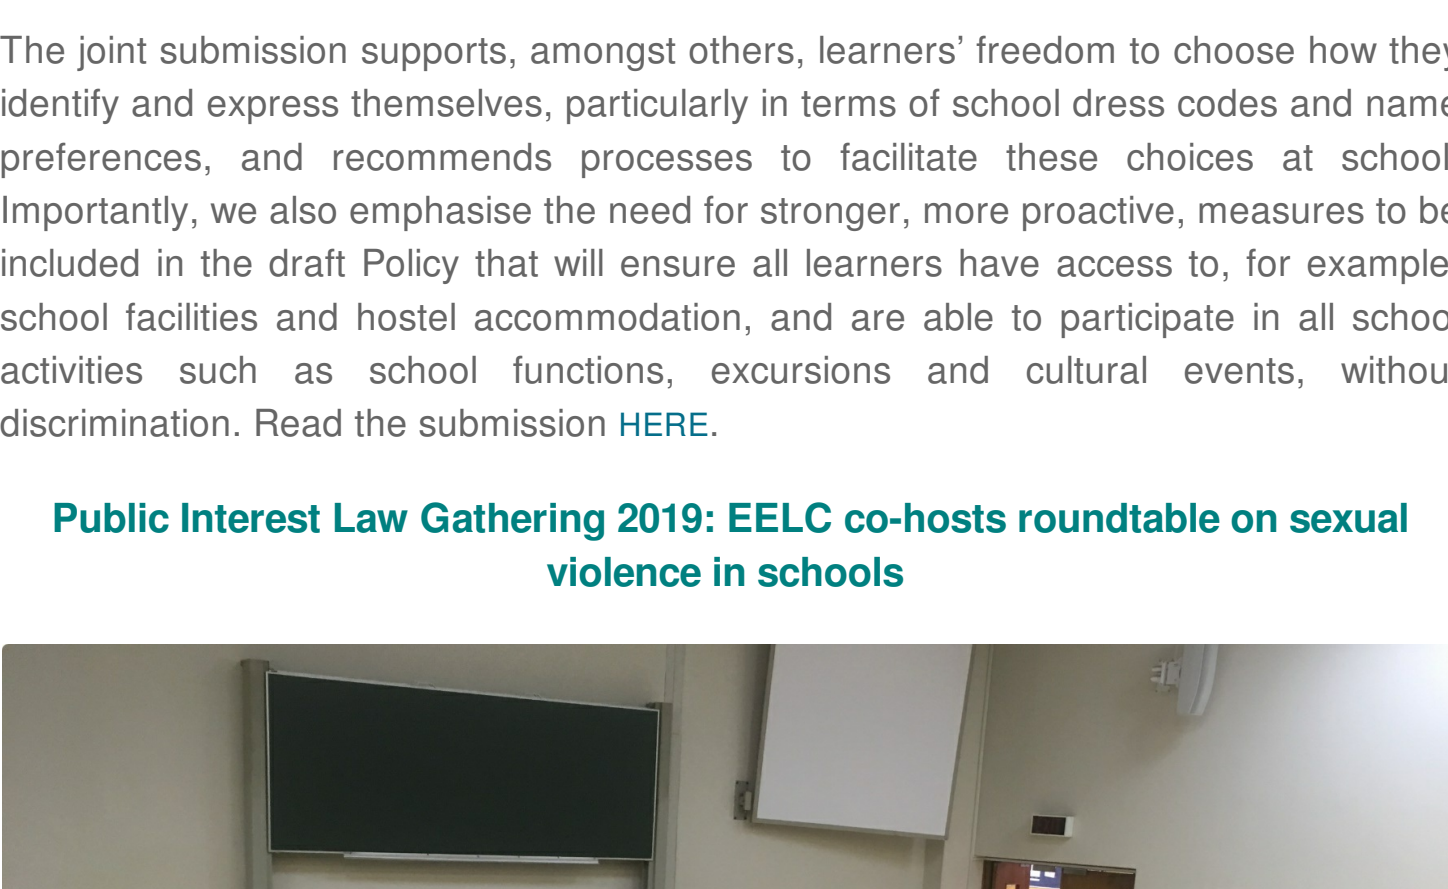 The joint submission supports, amongst others, learners’ freedom to choose how they
identify and express themselves, particularly in terms of school dress codes and name
preferences, and recommends processes to facilitate these choices at school
Importantly, we also emphasise the need for stronger, more proactive, measures to be
included in the draft Policy that will ensure all learners have access to, for example
school facilities and hostel accommodation, and are able to participate in all schoo
activities such as school functions, excursions and cultural events, withou
discrimination. Read the submission HERE.
Public Interest Law Gathering 2019: EELC co-hosts roundtable on sexual
violence in schools